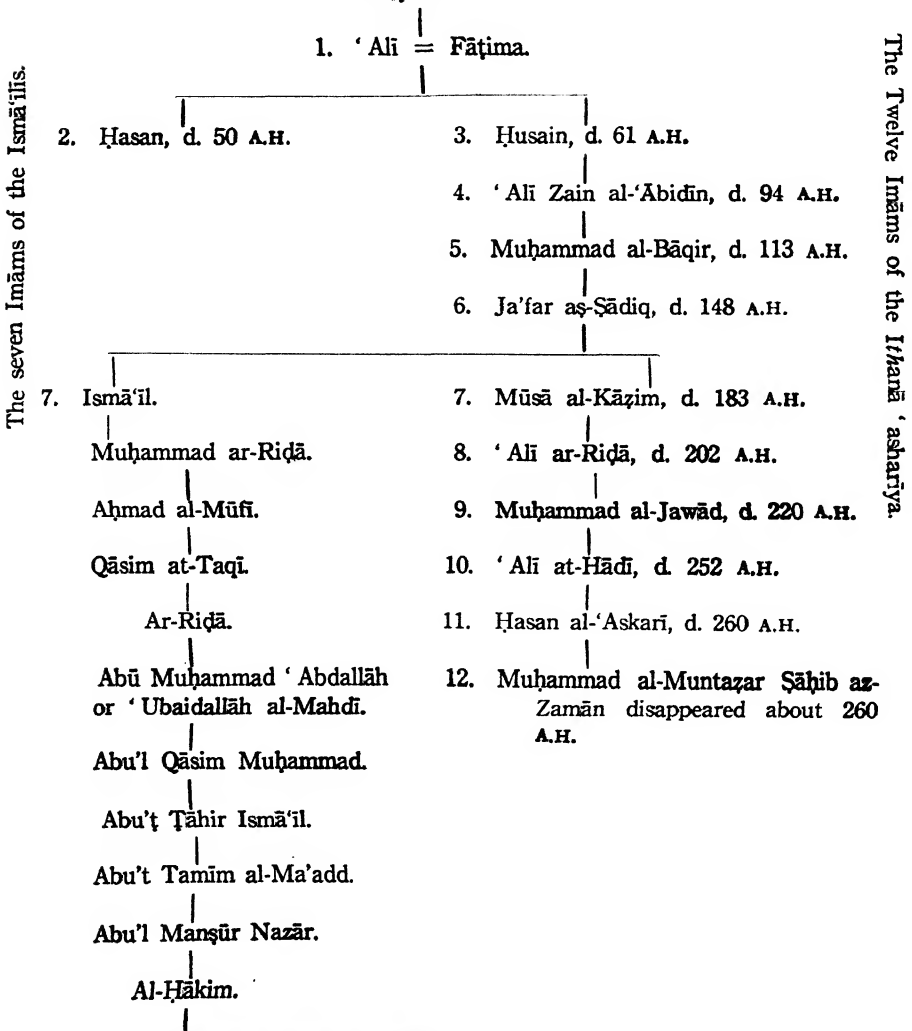 1. ‘Alī = Fāṭima.
The seven Imāms of the Ismā‘īlīs.
The Twelve Imāms of the Ithanā ‘asharīya.
2. Ḥasan, d. 50 A.H.
3. Ḥusain, d. 61 A.H.
4. ‘Alī Zain al-‘Ābidīn, d. 94 A.H.
5. Muḥammad al-Bāqir, d. 113 A.H.
6. Ja‘far aṣ-Ṣādiq, d. 148 A.H.
7. Ismā‘īl.
Muḥammad ar-Riḍā.
Aḥmad al-Mūfī.
Qāsim at-Taqī.
Ar-Riḍā.
Abū Muḥammad ‘Abdallāh
or ‘Ubaidallāh al-Mahdī.
Abu’l Qāsim Muḥammad.
Abu’ṭ Ṭāhir Ismā‘īl.
Abu’t Tamīm al-Ma’add.
Abu’l Manṣūr Nazār.
Al-Ḥākim.
7. Mūsā al-Kāẓim, d. 183 A.H.
8. ‘Alī ar-Riḍā, d. 202 A.H.
9. Muḥammad al-Jawād, d. 220 A.H.
10. ‘Alī at-Hādī, d. 252 A.H.
11. Ḥasan al-‘Askarī, d. 260 A.H.
12. Muḥammad al-Muntaẓar Ṣāḥib az-
Zamān disappeared about 260
A.H.